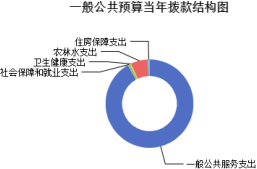 一般公共预算当年拨款结构图
住房保障支出
农林水支出
卫生健康支出
社会保障和就业支出
一般公共服务支出